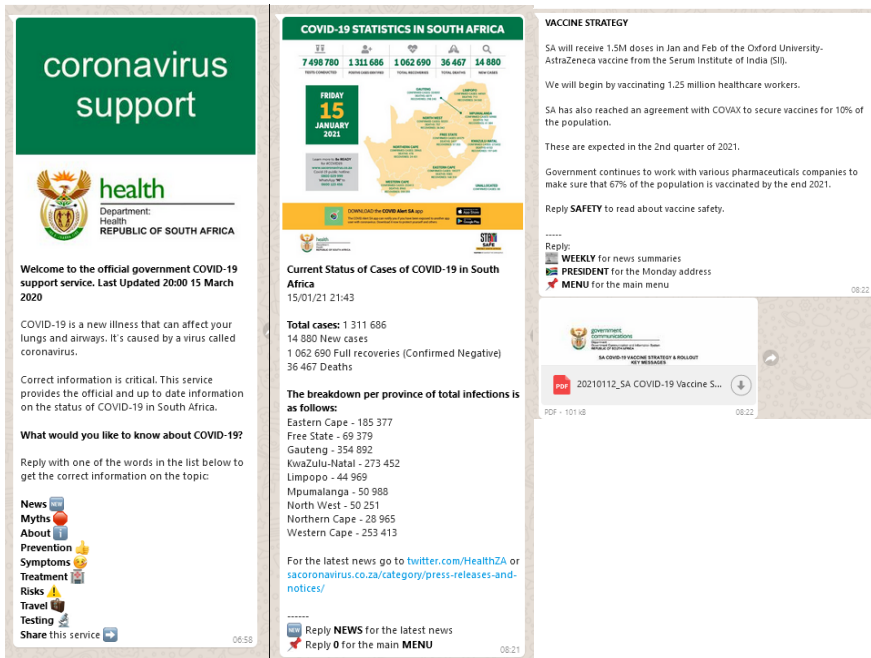 coronavirus
support
health
Department:
Health
REPUBLIC OF SOUTH AFRICA
Welcome to the official government COVID-19
support service. Last Updated 20:00 15 March
2020
COVID-19 is a new illness that can affect your
lungs and airways. It's caused by a virus called
coronavirus.
Correct information is critical. This service
provides the official and up to date information
on the status of COVID-19 in South Africa.
What would you like to know about COVID-19?
Reply with one of the words in the list below to
get the correct information on the topic:
News
Myths
About
Prevention
Symptoms
Treatment
Risks
Travel
Testing
Share this service
06:58
COVID-19 STATISTICS IN SOUTH AFRICA
7 498 780 1 311 686 1 062 690 36 467 14 880
TESTS CONDUCTED POSITIVE CASES IDENTIFIED TOTAL RECOVERIES TOTAL DEATHS NEW CASES
FRIDAY
15
JANUARY
2021
DOWNLOAD the COVID Alert SA app
health
Current Status of Cases of COVID-19 in South
Africa
15/01/21 21:43
Total cases: 1 311 686
14 880 New cases
1 062 690 Full recoveries (Confirmed Negative)
36 467 Deaths
The breakdown per province of total infections is
as follows:
Eastern Cape - 185 377
Free State - 69 379
Gauteng - 354 892
KwaZulu-Natal - 273 452
Limpopo - 44 969
Mpumalanga - 50 988
North West - 50 251
Northern Cape - 28 965
Western Cape - 253 413
For the latest news go to twitter.com/HealthZA or
sacoronavirus.co.za/category/press-releases-and-
notices/
------
Reply NEWS for the latest news
Reply 0 for the main MENU
08:21
VACCINE STRATEGY
SA will receive 1.5M doses in Jan and Feb of the Oxford University-
AstraZeneca vaccine from the Serum Institute of India (SII).
We will begin by vaccinating 1.25 million healthcare workers.
SA has also reached an agreement with COVAX to secure vaccines for 10% of
the population.
These are expected in the 2nd quarter of 2021.
Government continues to work with various pharmaceuticals companies to
make sure that 67% of the population is vaccinated by the end 2021.
Reply SAFETY to read about vaccine safety.
-----
Reply:
WEEKLY for news summaries
PRESIDENT for the Monday address
MENU for the main menu
08:22
government
communications
SA COVID-19 VACCINE STRATEGY & ROLLOUT
KEY MESSAGES
PDF 20210112_SA COVID-19 Vaccine S...
PDF • 101 kB 08:22